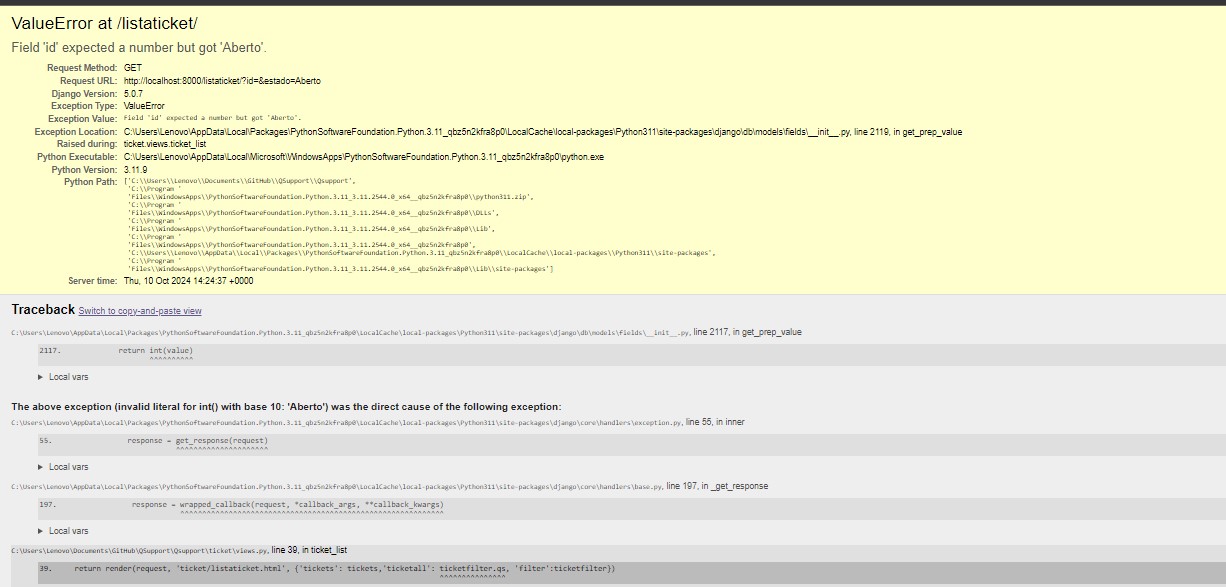 ValueError at /listaticket/
Field 'id' expected a number but got 'Aberto'.
Request Method: GET
Request URL: http://localhost:8000/listaticket/?id=&estado=Aberto
Django Version: 5.0.7
Exception Type: ValueError
Exception Value: Field 'id' expected a number but got 'Aberto'.
Exception Location: C:\Users\Lenovo\AppData\Local\Packages\PythonSoftwareFoundation.Python.3.11_qbz5n2kfra8p0\LocalCache\local-packages\Python311\site-packages\django\db\models\fields\__init__.py, line 2119, in get_prep_value
Raised during: ticket.views.ticket_list
Python Executable: C:\Users\Lenovo\AppData\Local\Microsoft\WindowsApps\PythonSoftwareFoundation.Python.3.11_qbz5n2kfra8p0\python.exe
Python Version: 3.11.9
Python Path: ['C:\\Users\\Lenovo\\Documents\\GitHub\\QSupport\\Qsupport',
'C:\\Program '
'Files\\WindowsApps\\PythonSoftwareFoundation.Python.3.11_3.11.2544.0_x64__qbz5n2kfra8p0\\python311.zip',
'C:\\Program '
'Files\\WindowsApps\\PythonSoftwareFoundation.Python.3.11_3.11.2544.0_x64__qbz5n2kfra8p0\\DLLs',
'C:\\Program '
'Files\\WindowsApps\\PythonSoftwareFoundation.Python.3.11_3.11.2544.0_x64__qbz5n2kfra8p0\\Lib',
'C:\\Program '
'Files\\WindowsApps\\PythonSoftwareFoundation.Python.3.11_3.11.2544.0_x64__qbz5n2kfra8p0',
'C:\\Users\\Lenovo\\AppData\\Local\\Packages\\PythonSoftwareFoundation.Python.3.11_qbz5n2kfra8p0\\LocalCache\\local-packages\\Python311\\site-packages',
'C:\\Program '
'Files\\WindowsApps\\PythonSoftwareFoundation.Python.3.11_3.11.2544.0_x64__qbz5n2kfra8p0\\Lib\\site-packages']
Server time: Thu, 10 Oct 2024 14:24:37 +0000
Traceback Switch to copy-and-paste view
C:\Users\Lenovo\AppData\Local\Packages\PythonSoftwareFoundation.Python.3.11_qbz5n2kfra8p0\LocalCache\local-packages\Python311\site-packages\django\db\models\fields\__init__.py, line 2117, in get_prep_value
2117. return int(value)
^^^^^^^^^^
▶ Local vars
The above exception (invalid literal for int() with base 10: 'Aberto') was the direct cause of the following exception:
C:\Users\Lenovo\AppData\Local\Packages\PythonSoftwareFoundation.Python.3.11_qbz5n2kfra8p0\LocalCache\local-packages\Python311\site-packages\django\core\handlers\exception.py, line 55, in inner
55. response = get_response(request)
^^^^^^^^^^^^^^^^^^^^^
▶ Local vars
C:\Users\Lenovo\AppData\Local\Packages\PythonSoftwareFoundation.Python.3.11_qbz5n2kfra8p0\LocalCache\local-packages\Python311\site-packages\django\core\handlers\base.py, line 197, in _get_response
197. response = wrapped_callback(request, *callback_args, **callback_kwargs)
^^^^^^^^^^^^^^^^^^^^^^^^^^^^^^^^^^^^^^^^^^^^^^^^^^^^^^^^^^^^
▶ Local vars
C:\Users\Lenovo\Documents\GitHub\QSupport\Qsupport\ticket\views.py, line 39, in ticket_list
39. return render(request, 'ticket/listaticket.html', {'tickets': tickets,'ticketall': ticketfilter.qs, 'filter':ticketfilter})
^^^^^^^^^^^^^^^